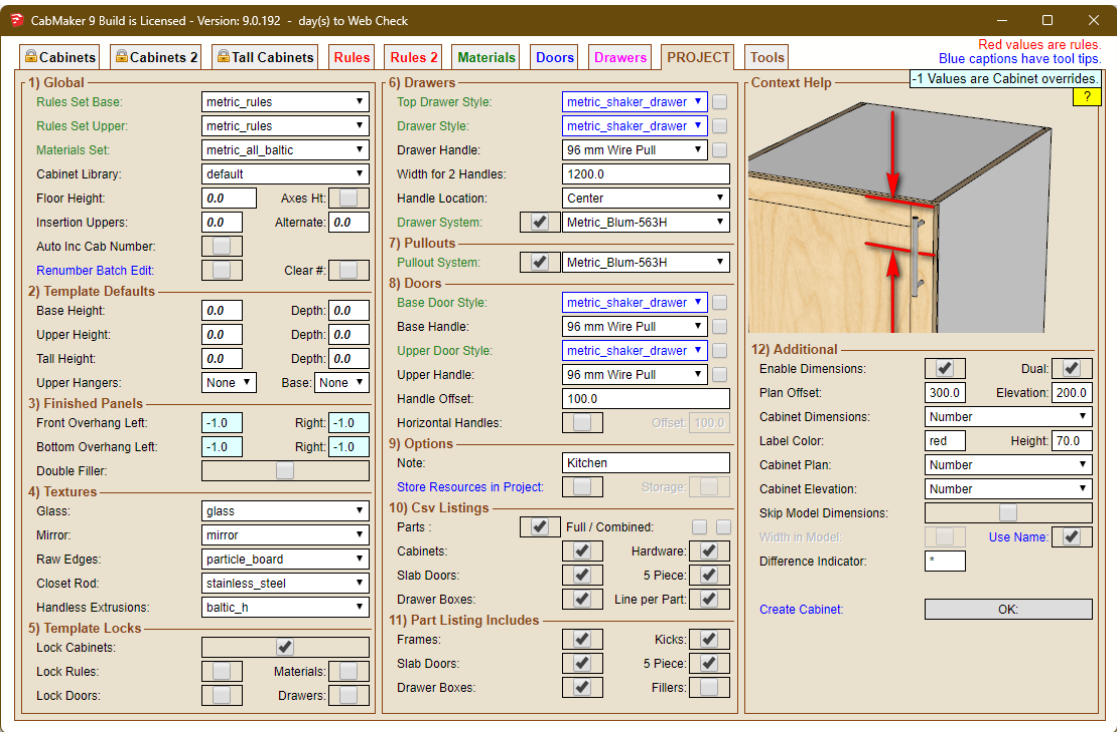 CabMaker 9 Build is Licensed - Version: 9.0.192 - day(s) to Web Check
Cabinets Cabinets 2 Tall Cabinets Rules Rules 2 Materials Doors Drawers PROJECT Tools
Red values are rules.
Blue captions have tool tips.
1) Global
Rules Set Base: metric_rules
Rules Set Upper: metric_rules
Materials Set: metric_all_baltic
Cabinet Library: default
Floor Height: 0.0 Axes Ht:
Insertion Uppers: 0.0 Alternate: 0.0
Auto Inc Cab Number:
Renumber Batch Edit: Clear #:
2) Template Defaults
Base Height: 0.0 Depth: 0.0
Upper Height: 0.0 Depth: 0.0
Tall Height: 0.0 Depth: 0.0
Upper Hangers: None Base: None
3) Finished Panels
Front Overhang Left: -1.0 Right: -1.0
Bottom Overhang Left: -1.0 Right: -1.0
Double Filler:
4) Textures
Glass: glass
Mirror: mirror
Raw Edges: particle_board
Closet Rod: stainless_steel
Handless Extrusions: baltic_h
5) Template Locks
Lock Cabinets:
Lock Rules: Materials:
Lock Doors: Drawers:
6) Drawers
Top Drawer Style: metric_shaker_drawer
Drawer Style: metric_shaker_drawer
Drawer Handle: 96 mm Wire Pull
Width for 2 Handles: 1200.0
Handle Location: Center
Drawer System: Metric_Blum-563H
7) Pullouts
Pullout System: Metric_Blum-563H
8) Doors
Base Door Style: metric_shaker_drawer
Base Handle: 96 mm Wire Pull
Upper Door Style: metric_shaker_drawer
Upper Handle: 96 mm Wire Pull
Handle Offset: 100.0
Horizontal Handles: Offset: 100.0
9) Options
Note: Kitchen
Store Resources in Project: Storage:
10) Csv Listings
Parts : Full / Combined:
Cabinets: Hardware:
Slab Doors: 5 Piece:
Drawer Boxes: Line per Part:
11) Part Listing Includes
Frames: Kicks:
Slab Doors: 5 Piece:
Drawer Boxes: Fillers:
Context Help
-1 Values are Cabinet overrides.
?
12) Additional
Enable Dimensions: Dual:
Plan Offset: 300.0 Elevation: 200.0
Cabinet Dimensions: Number
Label Color: red Height: 70.0
Cabinet Plan: Number
Cabinet Elevation: Number
Skip Model Dimensions:
Width in Model: Use Name:
Difference Indicator: *
Create Cabinet: OK: